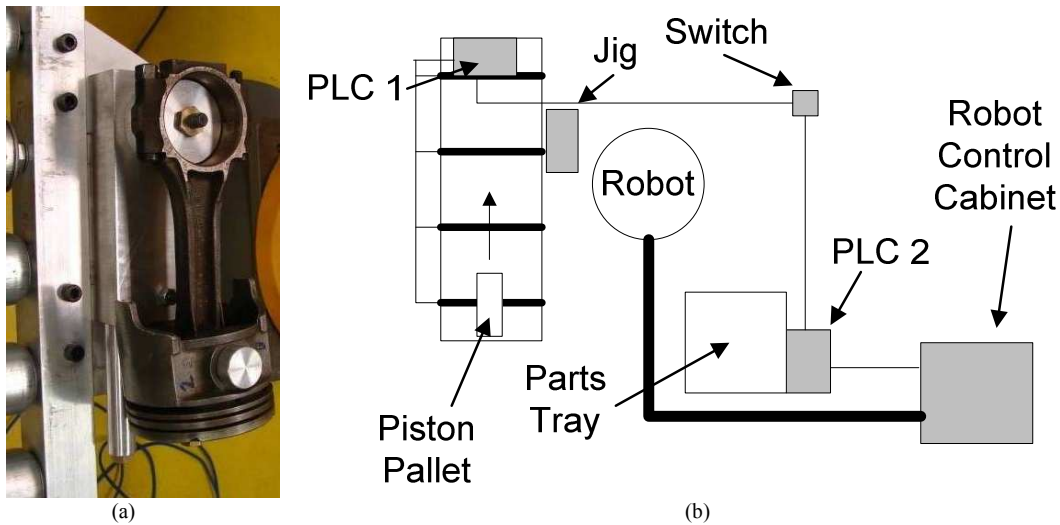 PLC 1
Jig
Switch
Robot
Robot
Control
Cabinet
PLC 2
Parts
Tray
Piston
Pallet
(a)
(b)